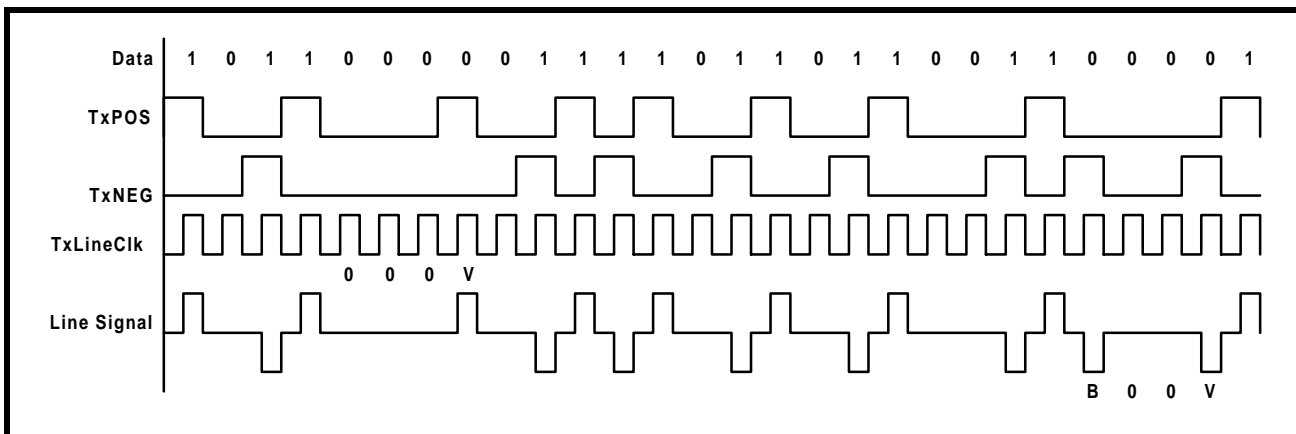 Data 1 0 1 1 0 0 0 0 0 1 1 1 1 0 1 1 0 1 1 0 0 1 1 0 0 0 0 1
TxPOS
TxNEG
TxLineClk
0 0 0 V
Line Signal
B 0 0 V